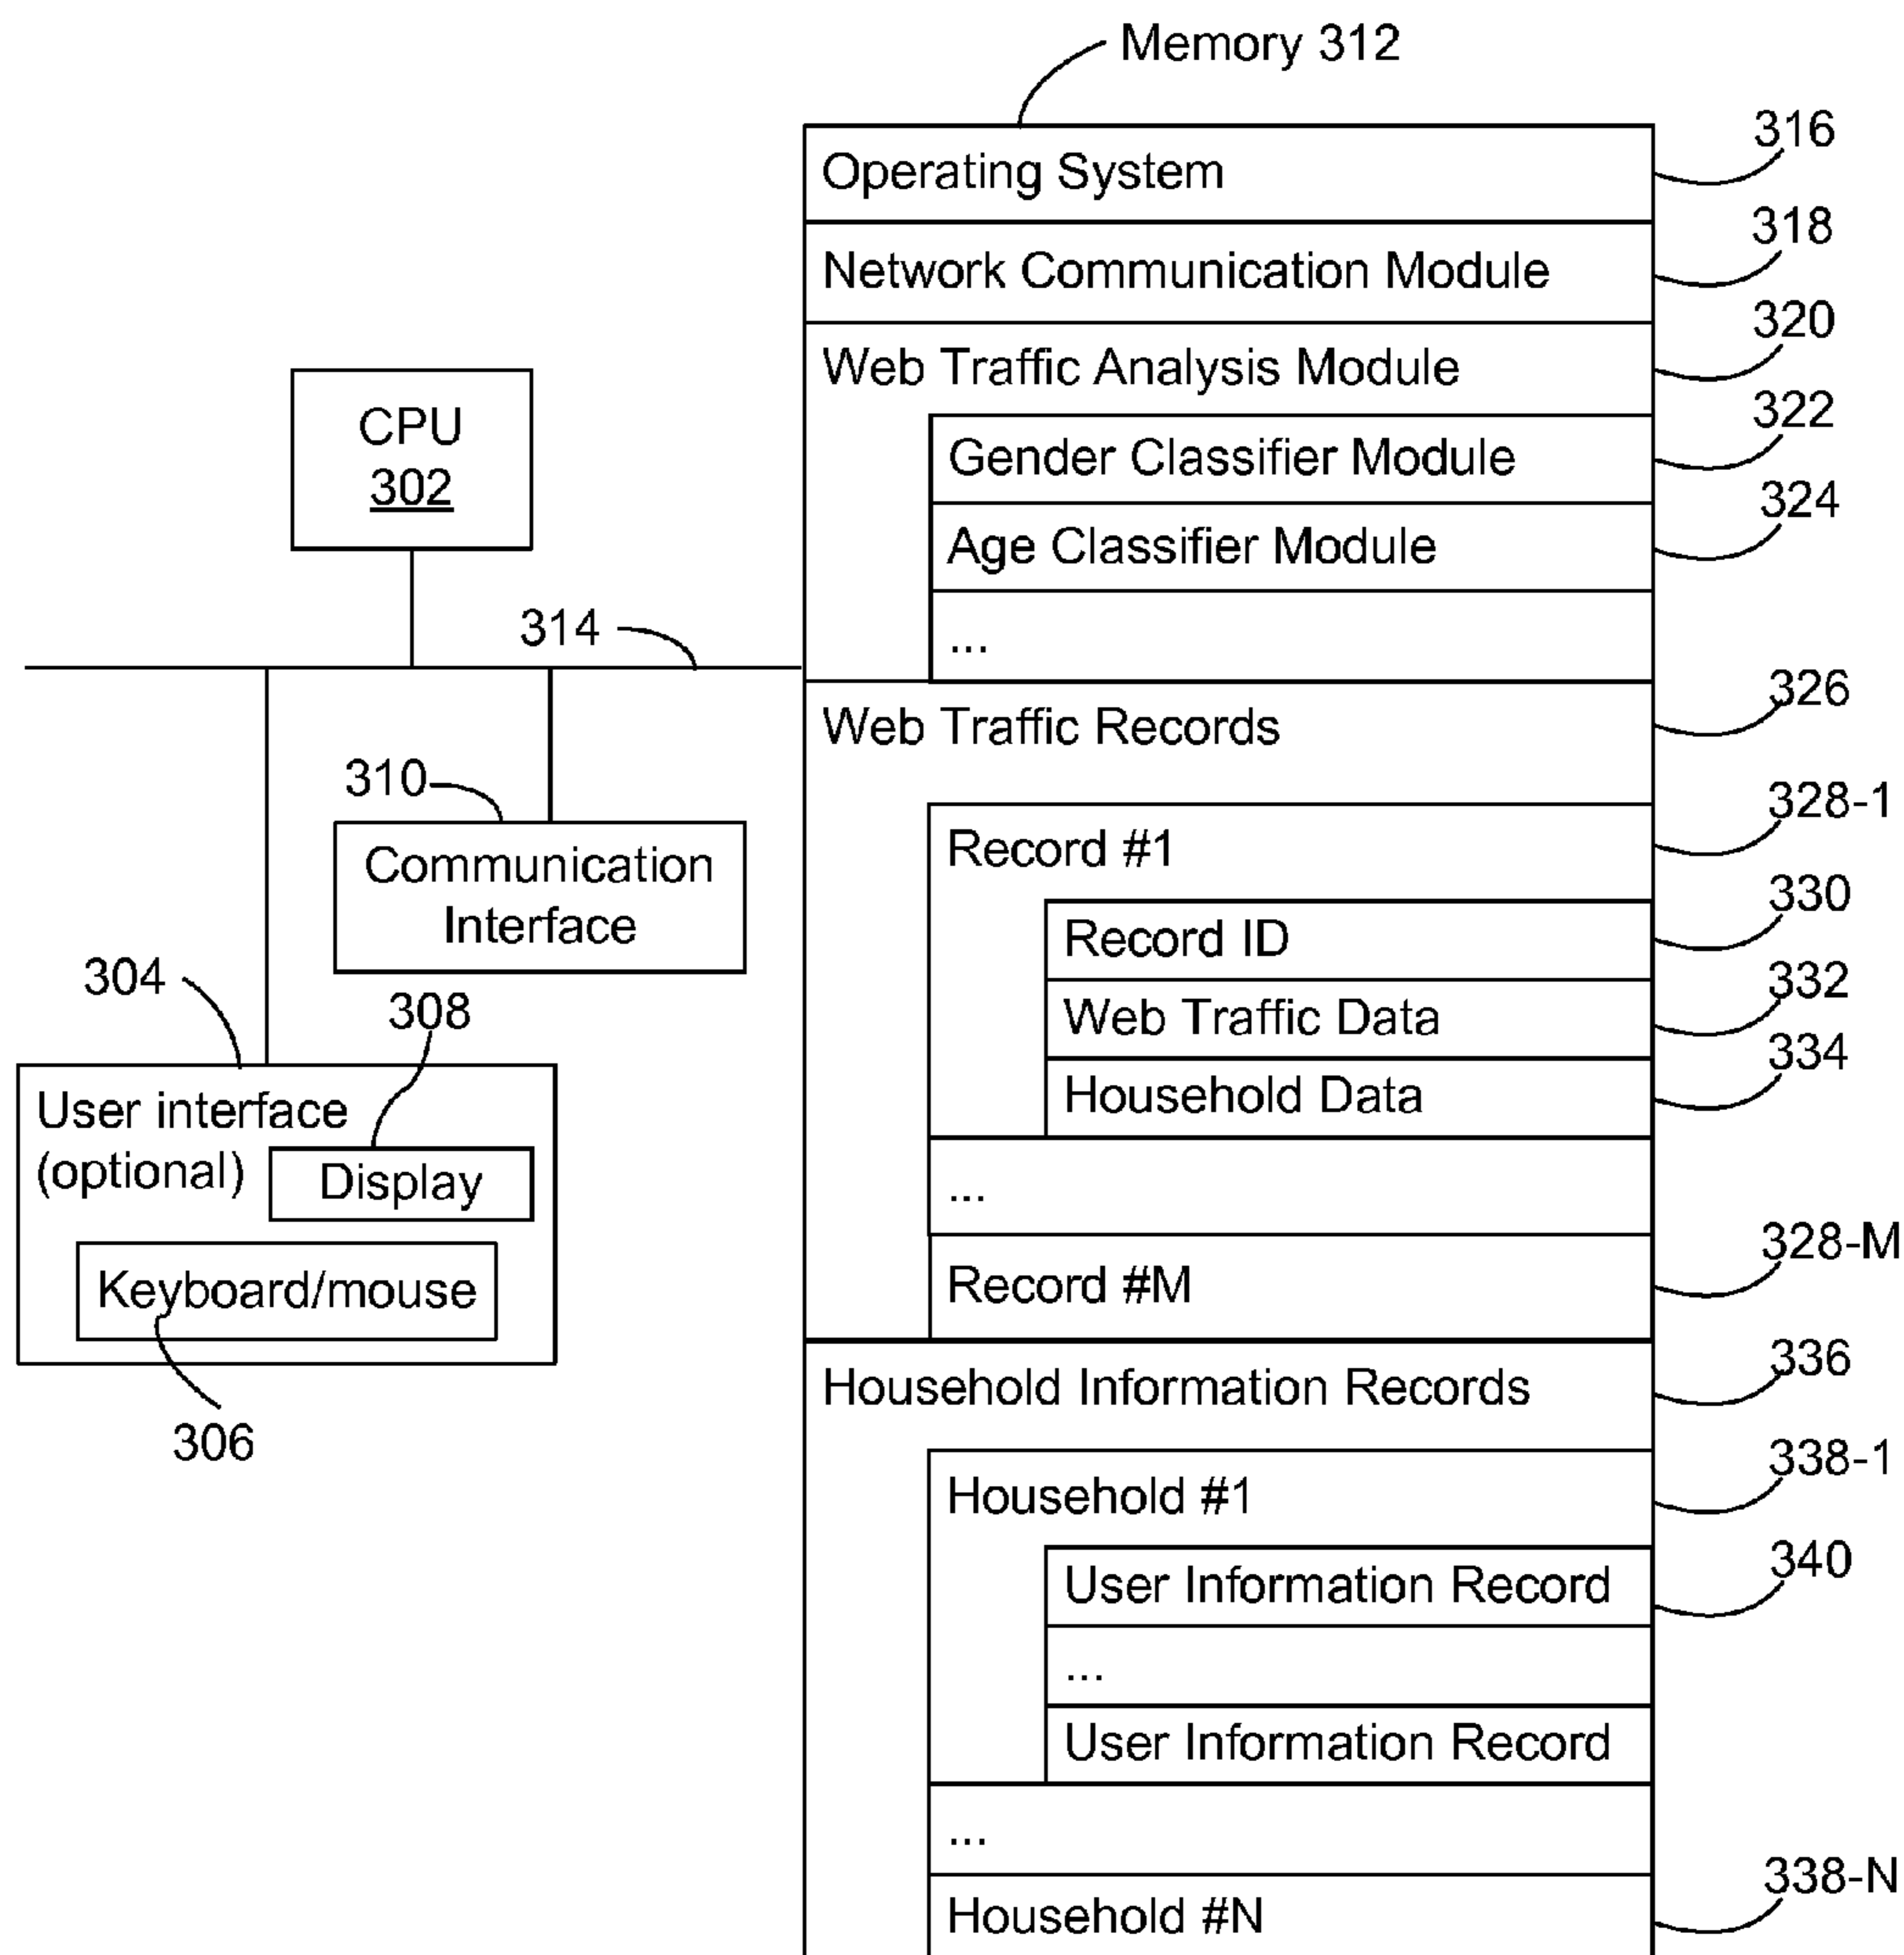 Memory 312
Operating System
316
Network Communication Module
318
Web Traffic Analysis Module
320
Gender Classifier Module
322
Age Classifier Module
324
...
CPU
302
314
Web Traffic Records
326
310
Communication
Interface
Record #1
328-1
Record ID
330
Web Traffic Data
332
Household Data
334
...
Record #M
328-M
304
308
User interface
(optional)
Display
Keyboard/mouse
306
Household Information Records
336
Household #1
338-1
User Information Record
340
...
User Information Record
...
Household #N
338-N